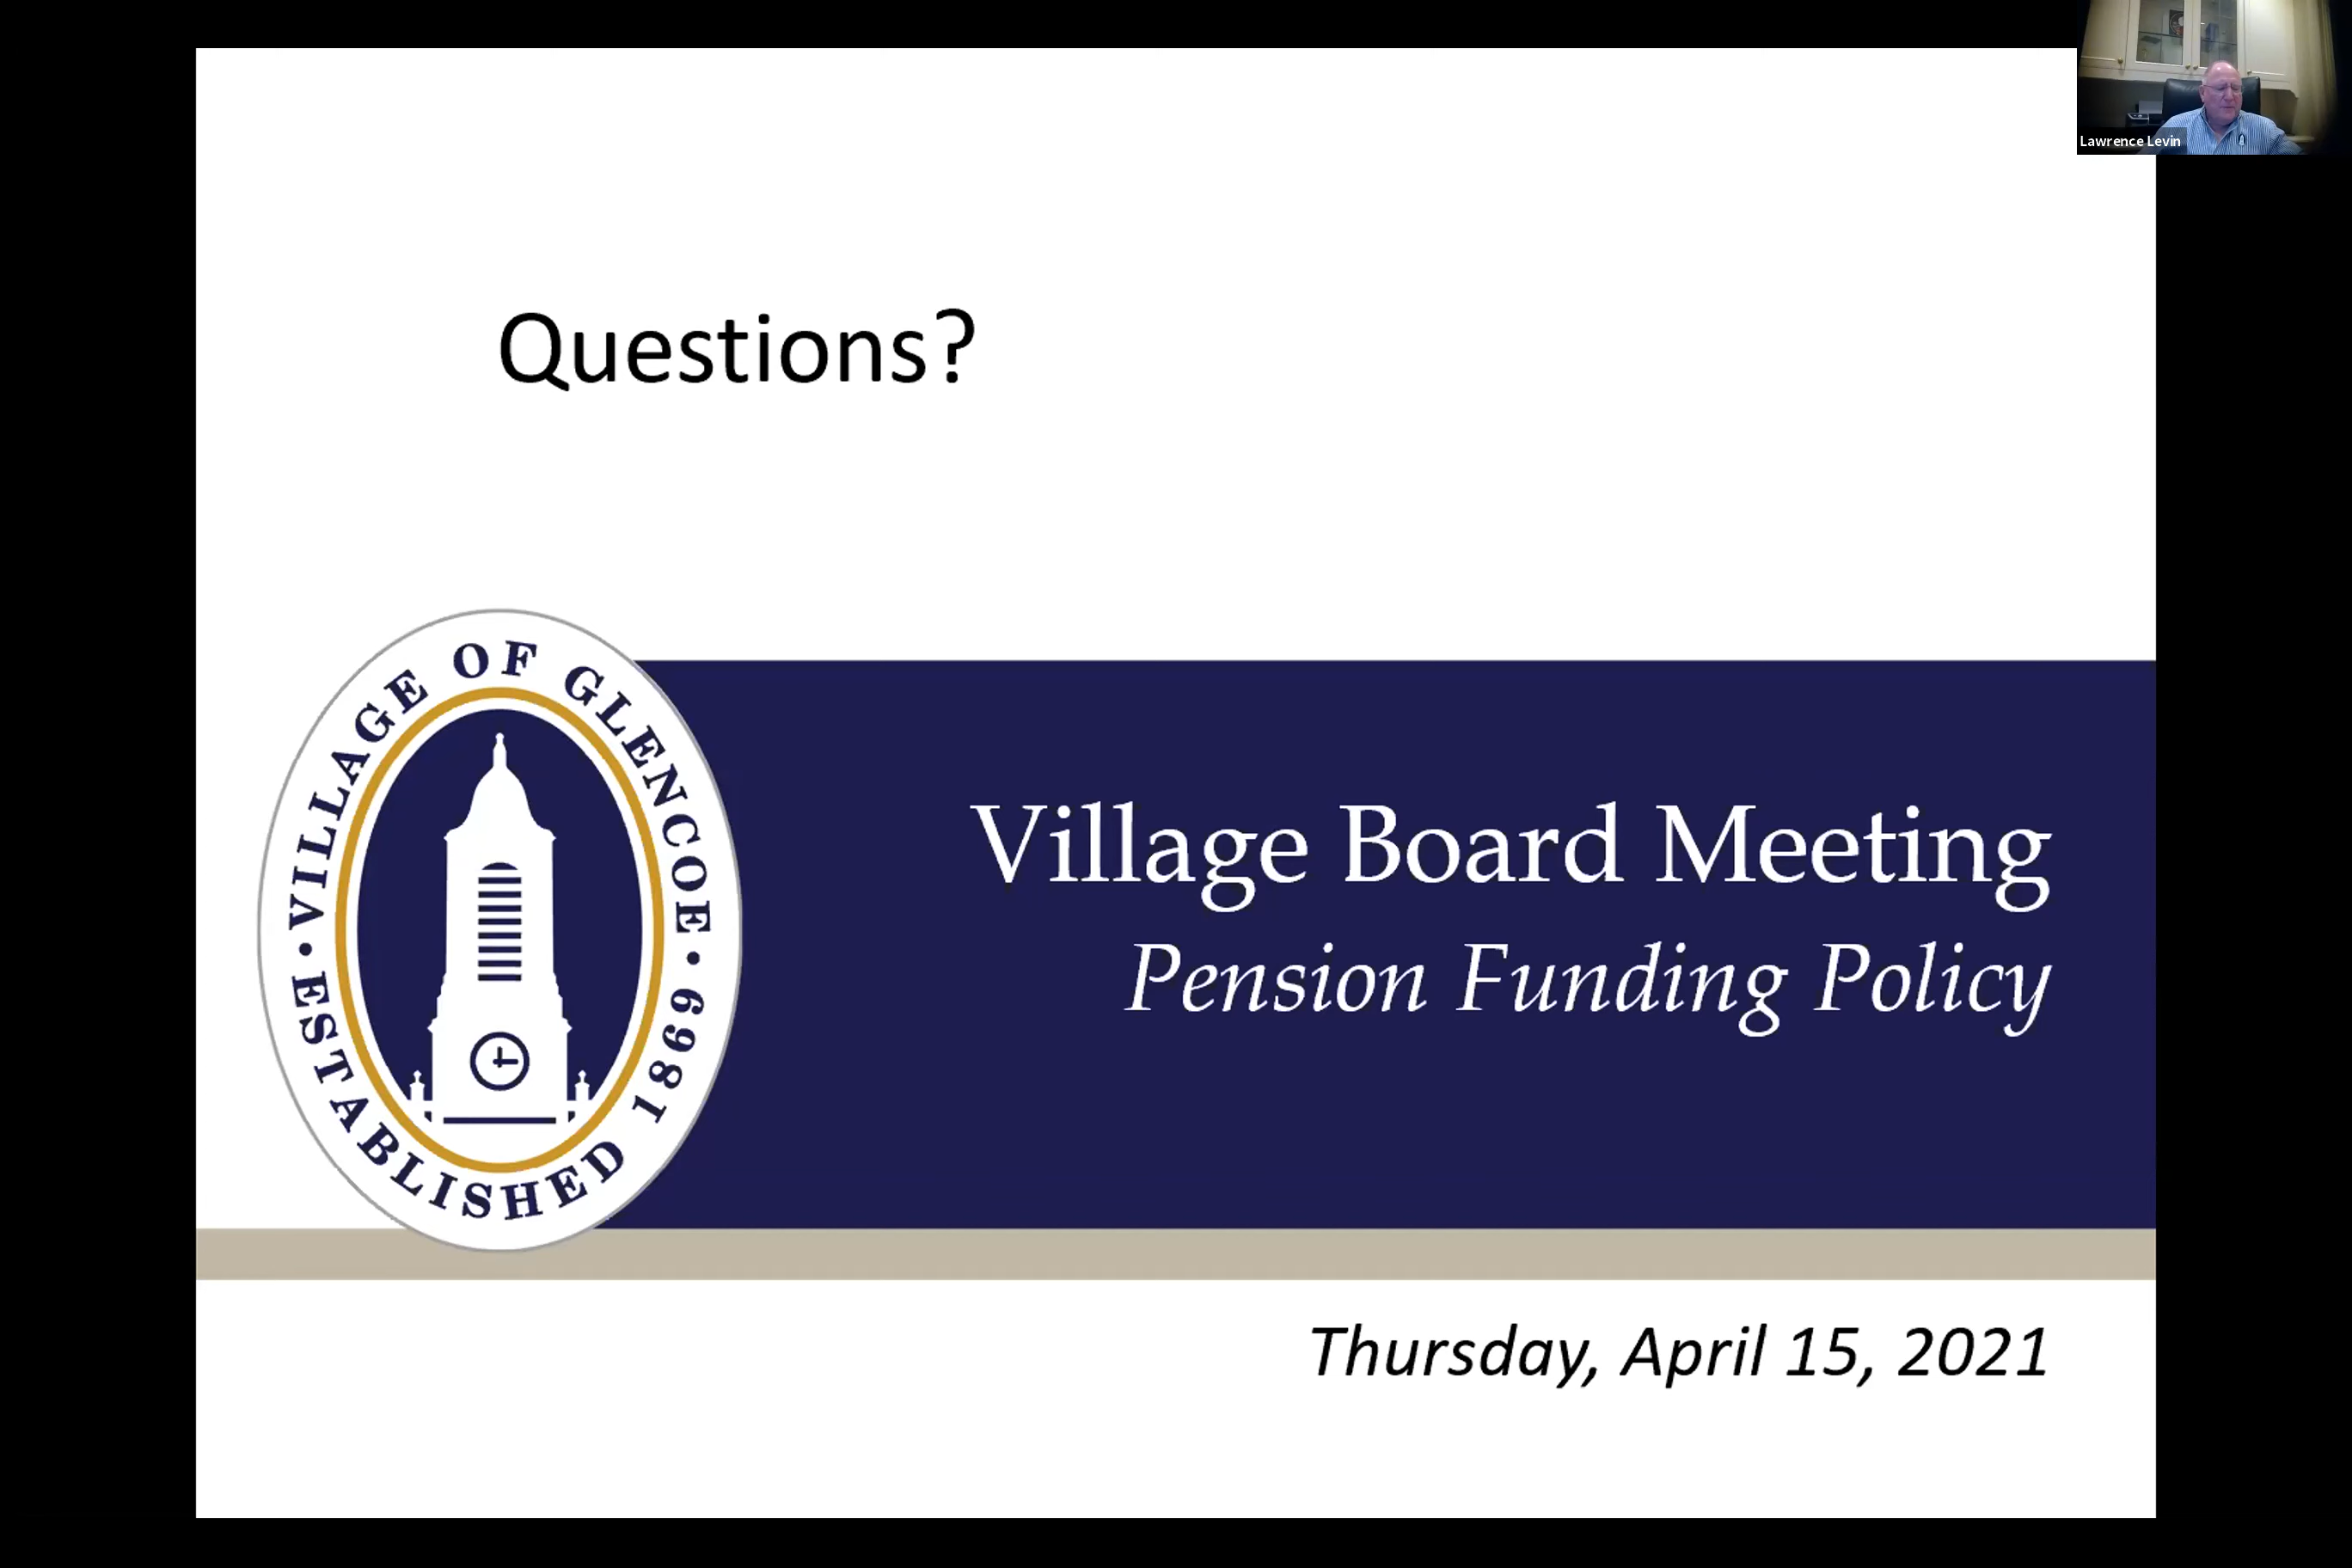 Lawrence Levin
Questions?
VILLAGE OF GLENCOE • ESTABLISHED 1869 •
Village Board Meeting
Pension Funding Policy
Thursday, April 15, 2021